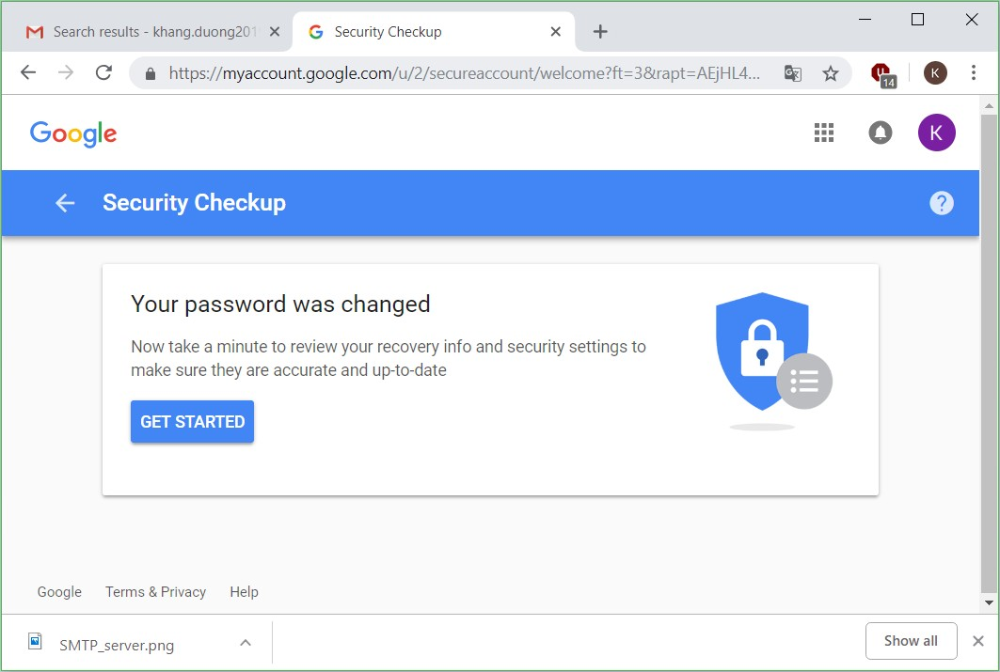 Search results - khang.duong201
Security Checkup
https://myaccount.google.com/u/2/secureaccount/welcome?ft=3&rapt=AEjHL4...
14
K
Google
K
Security Checkup
?
Your password was changed
Now take a minute to review your recovery info and security settings to
make sure they are accurate and up-to-date
GET STARTED
Google Terms & Privacy Help
SMTP_server.png
Show all